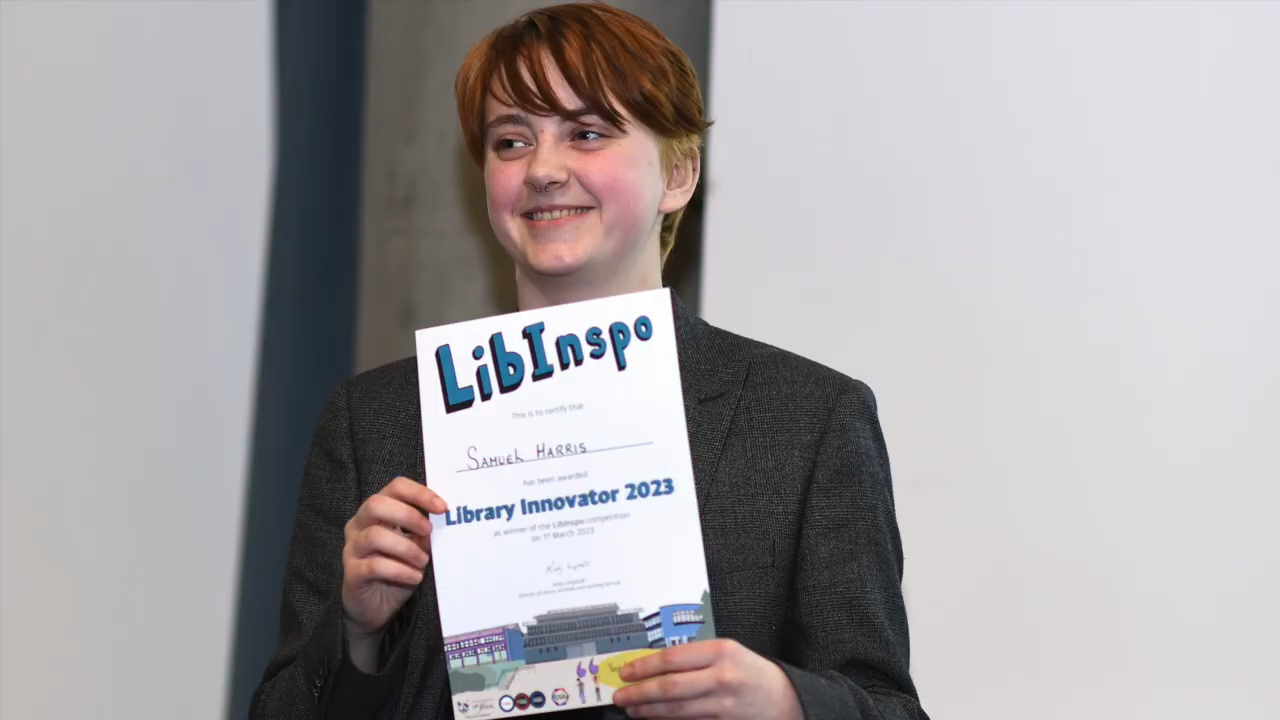 LibInspo
This is to certify that
SAMUEL HARRIS
has been awarded
Library Innovator 2023
as winner of the LibInspo competition
on 1st March 2023